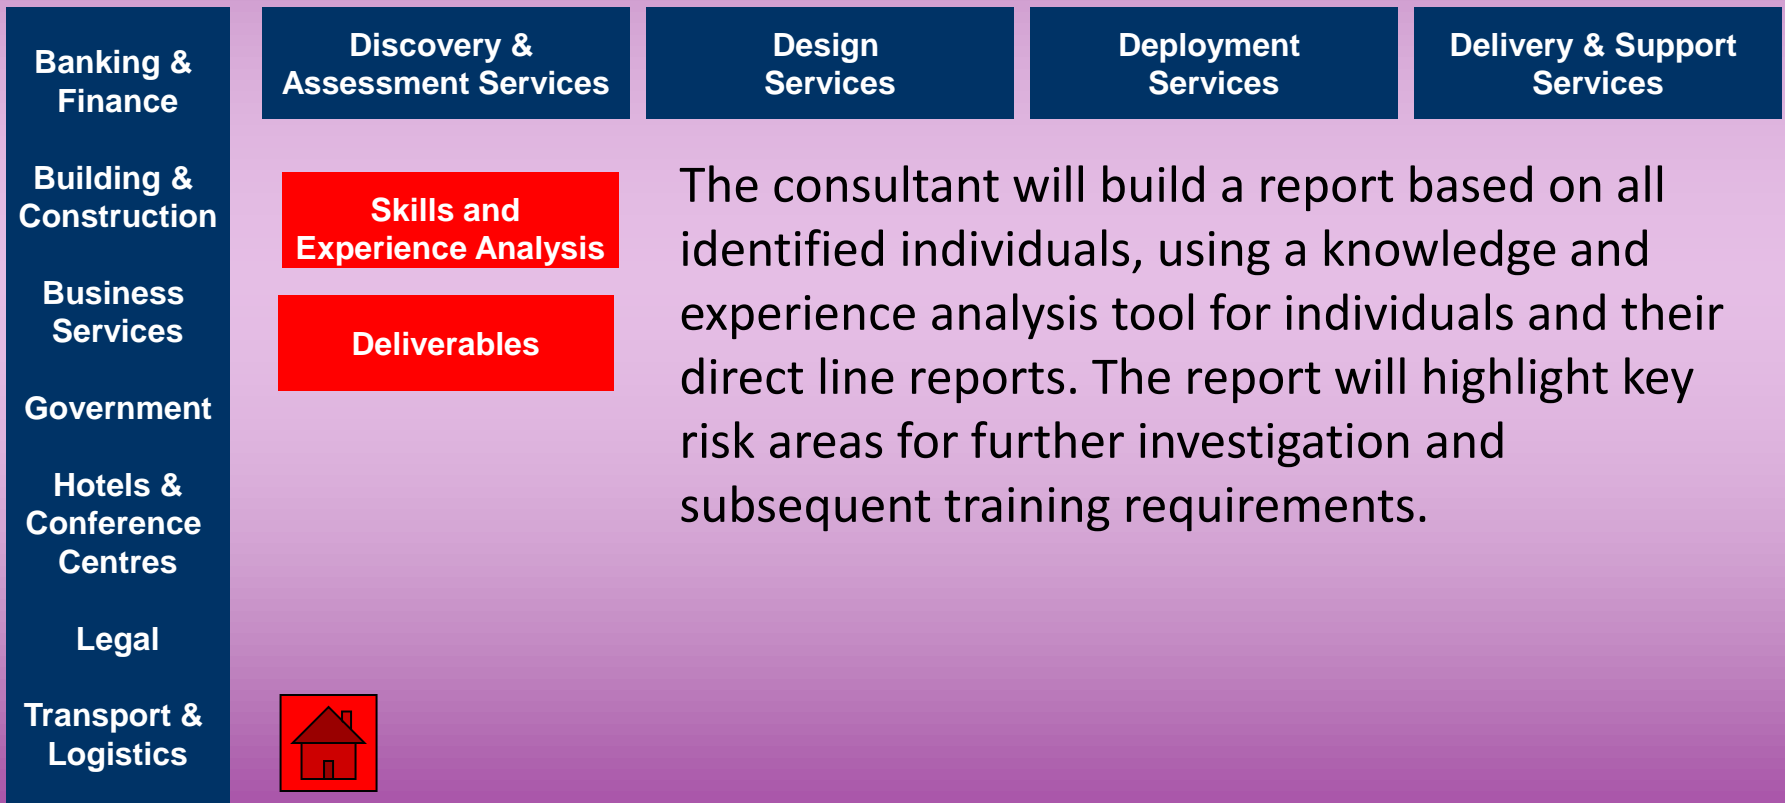 Banking &
Finance
Building &
Construction
Business
Services
Government
Hotels &
Conference
Centres
Legal
Transport &
Logistics
Discovery &
Assessment Services
Design
Services
Deployment
Services
Delivery & Support
Services
Skills and
Experience Analysis
Deliverables
The consultant will build a report based on all
identified individuals, using a knowledge and
experience analysis tool for individuals and their
direct line reports. The report will highlight key
risk areas for further investigation and
subsequent training requirements.